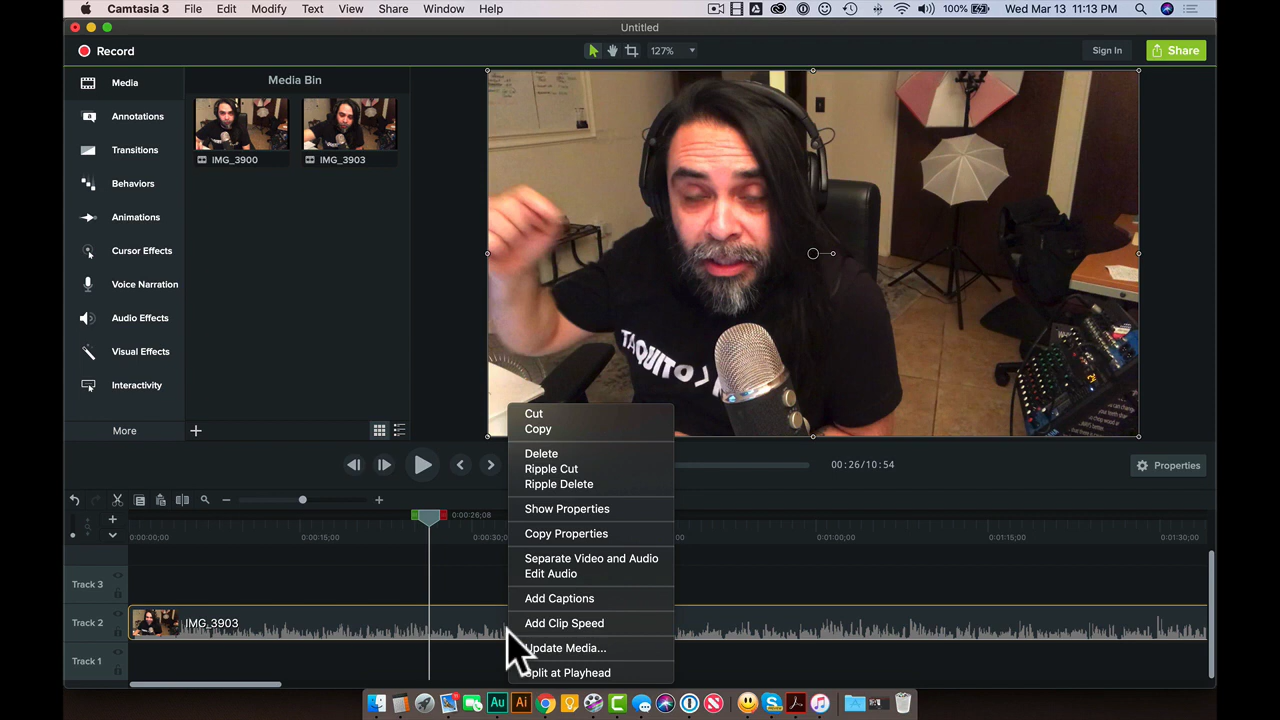 Camtasia 3 File Edit Modify Annotations Text View Share Window Help 100% Wed Mar 13 11:13 PM
Untitled
Record 127% Sign In Share
Media
Annotations
Transitions
Behaviors
Animations
Cursor Effects
Voice Narration
Audio Effects
Visual Effects
Interactivity
More
Media Bin
IMG_3900 IMG_3903
TAQUITO >
Cut
Copy
Delete
Ripple Cut
Ripple Delete
Show Properties
Copy Properties
Separate Video and Audio
Edit Audio
Add Captions
Add Clip Speed
Update Media...
Split at Playhead
00:26/10:54 Properties
0:00:26;08
0:00:00;00 0:00:15;00 0:01:00;00 0:01:15;00 0:01:30;00
Track 3
Track 2 IMG_3903
Track 1
Au Ai